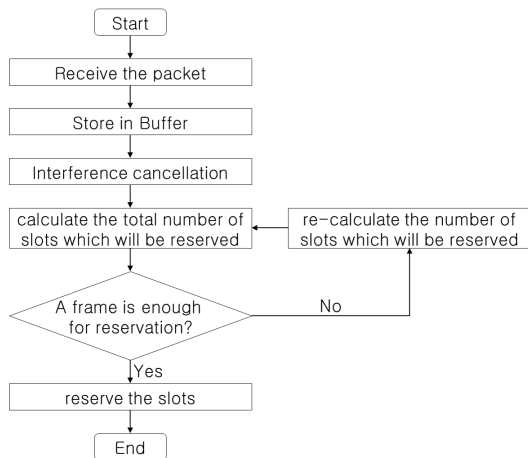 Start
Receive the packet
Store in Buffer
Interference cancellation
calculate the total number of
slots which will be reserved
re-calculate the number of
slots which will be reserved
A frame is enough
for reservation?
No
Yes
reserve the slots
End